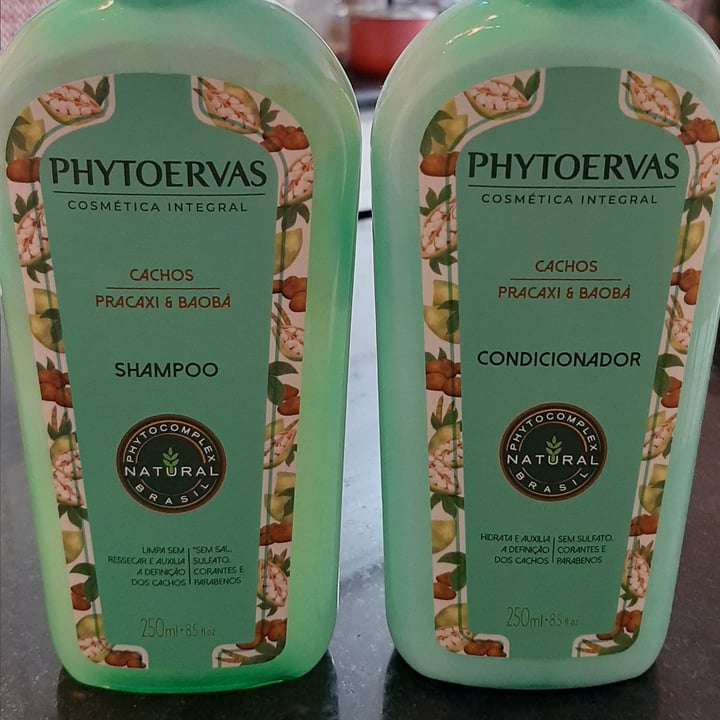 PHYTOERVAS
COSMÉTICA INTEGRAL
CACHOS
PRACAXI & BAOBÁ
SHAMPOO
PHYTOCOMPLEX
NATURAL
BRASIL
LIMPA SEM
RESSECAR E AUXILIA
A DEFINIÇÃO
DOS CACHOS
*SEM SAL,
SULFATO,
CORANTES E
PARABENOS
250ml • 8.5 fl oz
PHYTOERVAS
COSMÉTICA INTEGRAL
CACHOS
PRACAXI & BAOBÁ
CONDICIONADOR
PHYTOCOMPLEX
NATURAL
BRASIL
HIDRATA E AUXILIA
A DEFINIÇÃO
DOS CACHOS
SEM SULFATO,
CORANTES E
PARABENOS
250ml • 8.5 fl oz